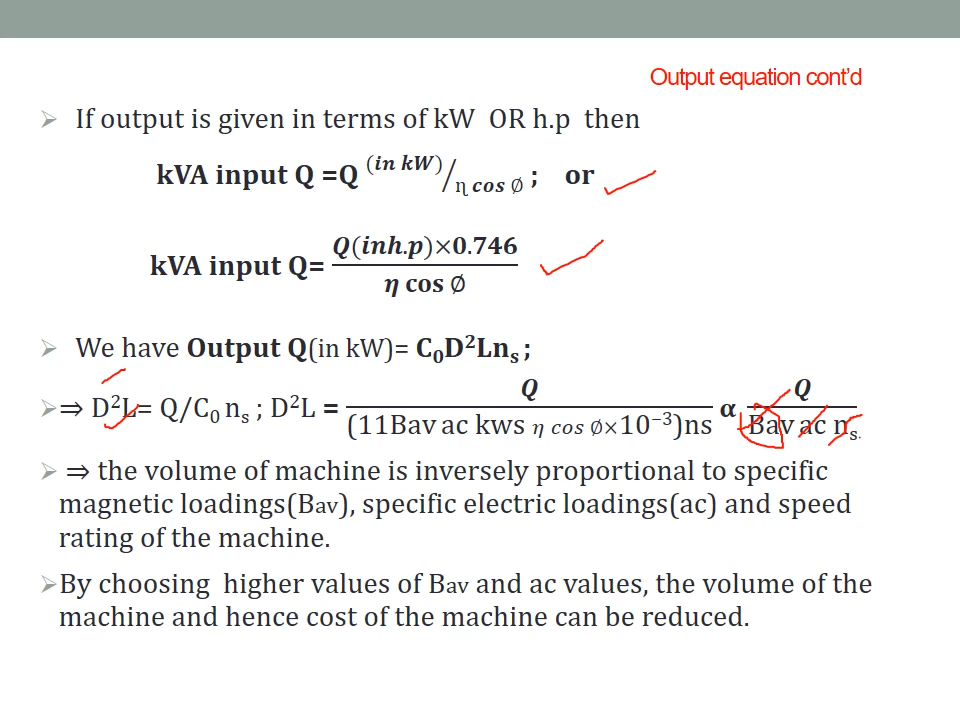 Output equation cont'd
➢ If output is given in terms of kW OR h.p then
kVA input Q =Q (in kW)/ɳ cos ∅ ; or
kVA input Q= Q(inh.p)×0.746 / η cos ∅
➢ We have Output Q(in kW)= C₀D²Lnₛ ;
➢⇒ D²L= Q/C₀ nₛ ; D²L = Q / (11Bav ac kws η cos ∅×10⁻³)ns α Q / Bav ac nₛ.
➢ ⇒ the volume of machine is inversely proportional to specific
magnetic loadings(Bav), specific electric loadings(ac) and speed
rating of the machine.
➢By choosing higher values of Bav and ac values, the volume of the
machine and hence cost of the machine can be reduced.